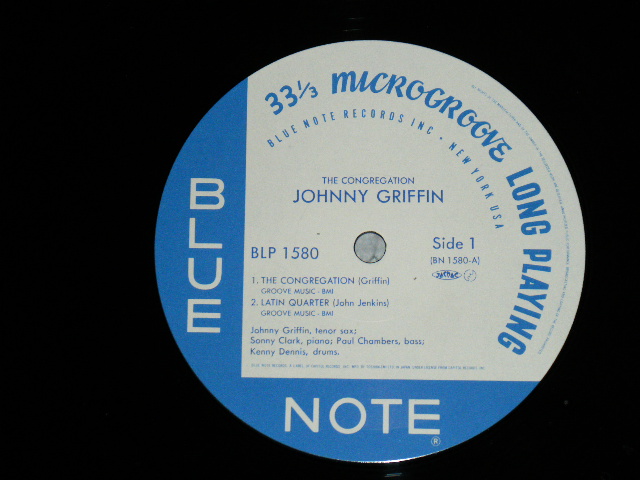 33⅓ MICROGROOVE LONG PLAYING
BLUE NOTE RECORDS INC • NEW YORK USA
THE CONGREGATION
JOHNNY GRIFFIN
BLP 1580
Side 1
(BN 1580-A)
1. THE CONGREGATION (Griffin)
GROOVE MUSIC - BMI
2. LATIN QUARTER (John Jenkins)
GROOVE MUSIC - BMI
Johnny Griffin, tenor sax;
Sonny Clark, piano; Paul Chambers, bass;
Kenny Dennis, drums.
BLUE
NOTE
®